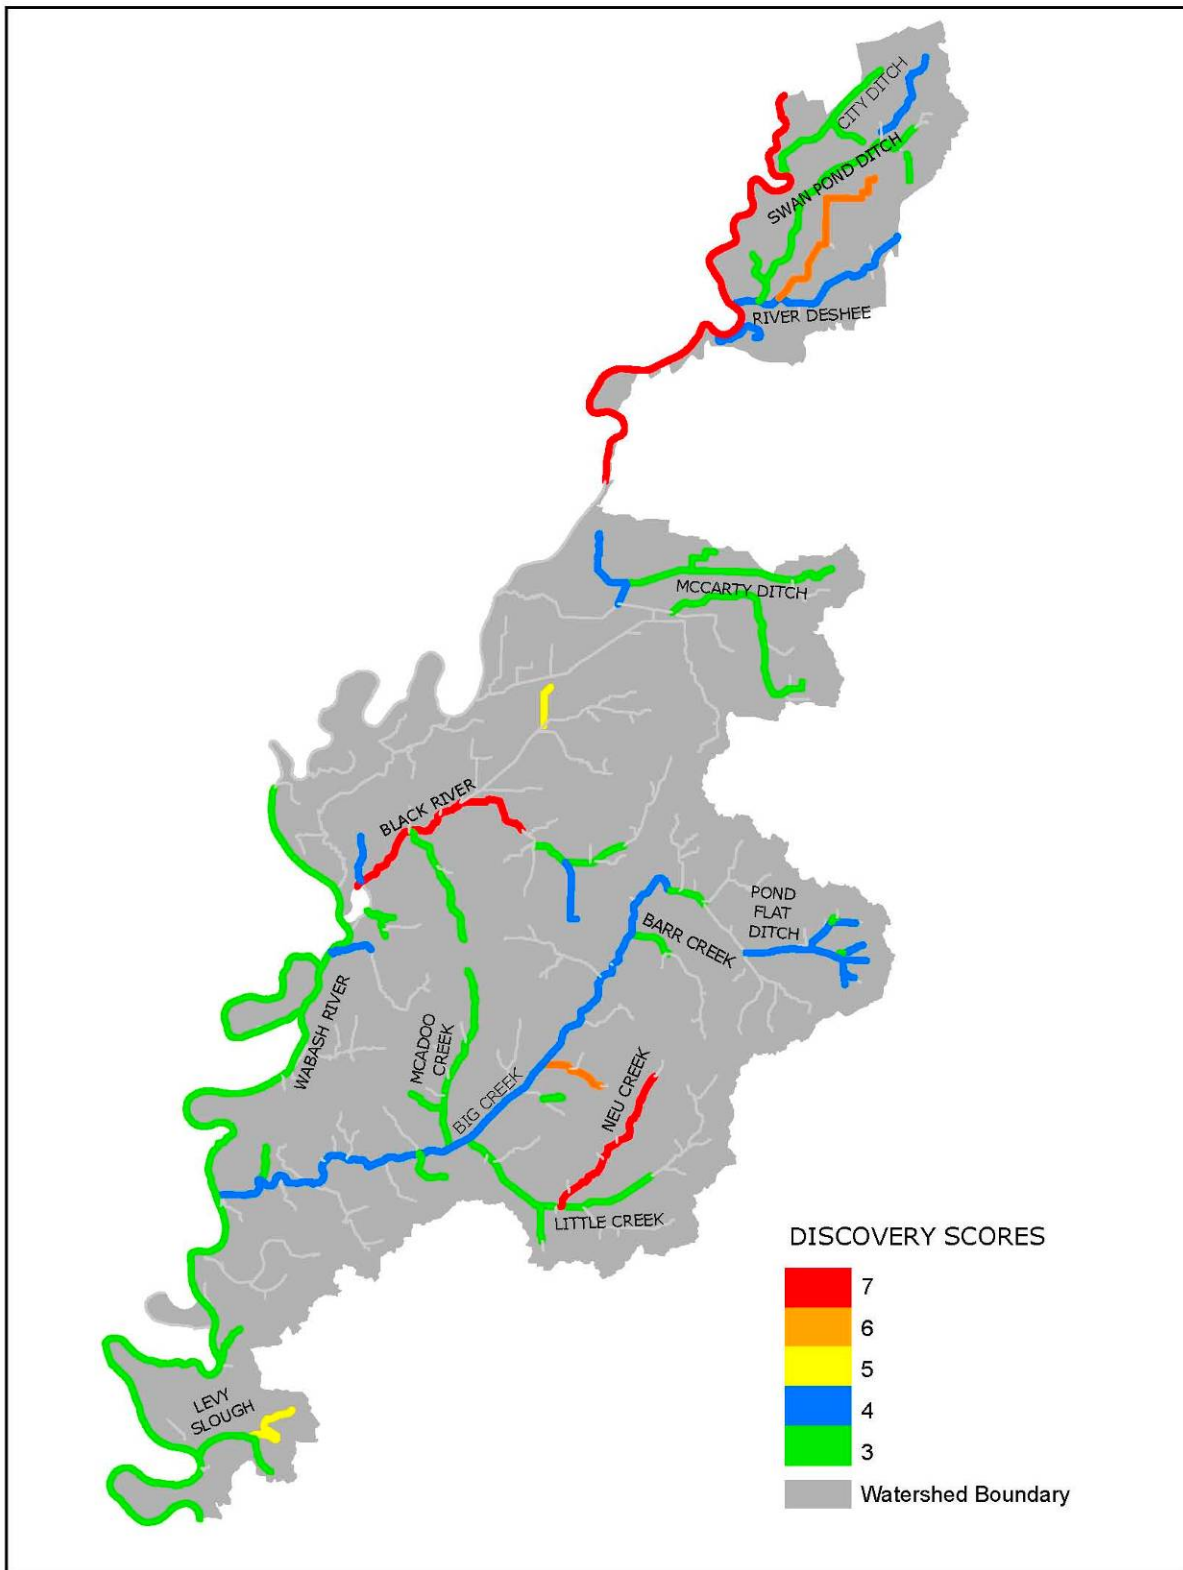 CITY DITCH
SWAN POND DITCH
RIVER DESHEE
MCCARTY DITCH
BLACK RIVER
POND
FLAT
DITCH
BARR CREEK
WABASH RIVER
MCADOO
CREEK
BIG CREEK
NEU CREEK
LITTLE CREEK
LEVY
SLOUGH
DISCOVERY SCORES
7
6
5
4
3
Watershed Boundary